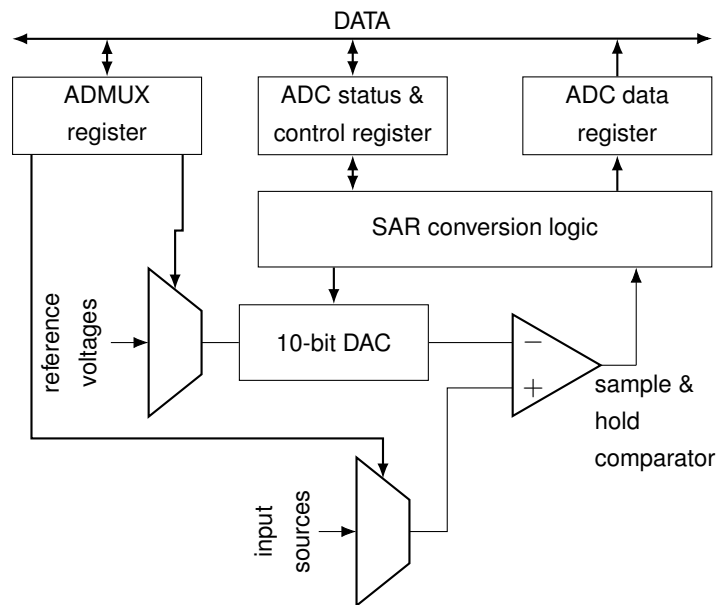 DATA
ADMUX
register
ADC status &
control register
ADC data
register
SAR conversion logic
reference
voltages
10-bit DAC
−
+
sample &
hold
comparator
input
sources